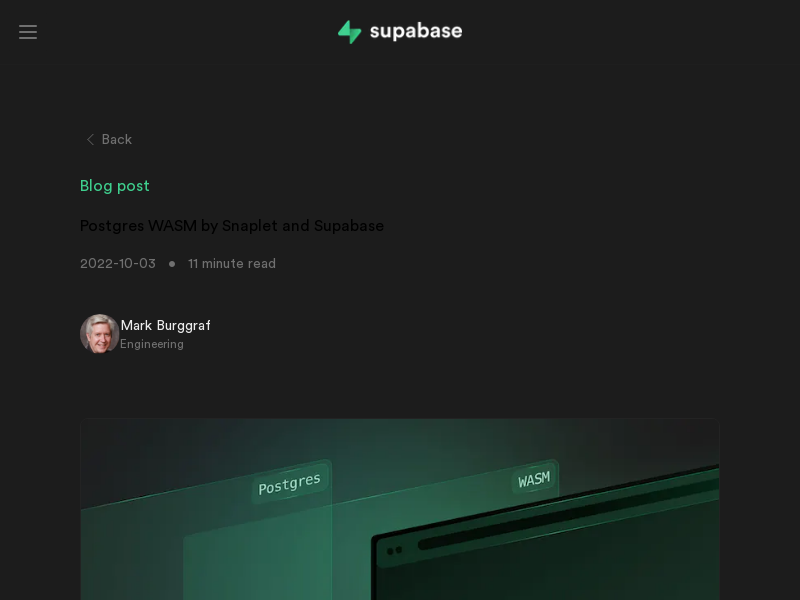 supabase
Back
Blog post
Postgres WASM by Snaplet and Supabase
2022-10-03 • 11 minute read
Mark Burggraf
Engineering
Postgres
WASM